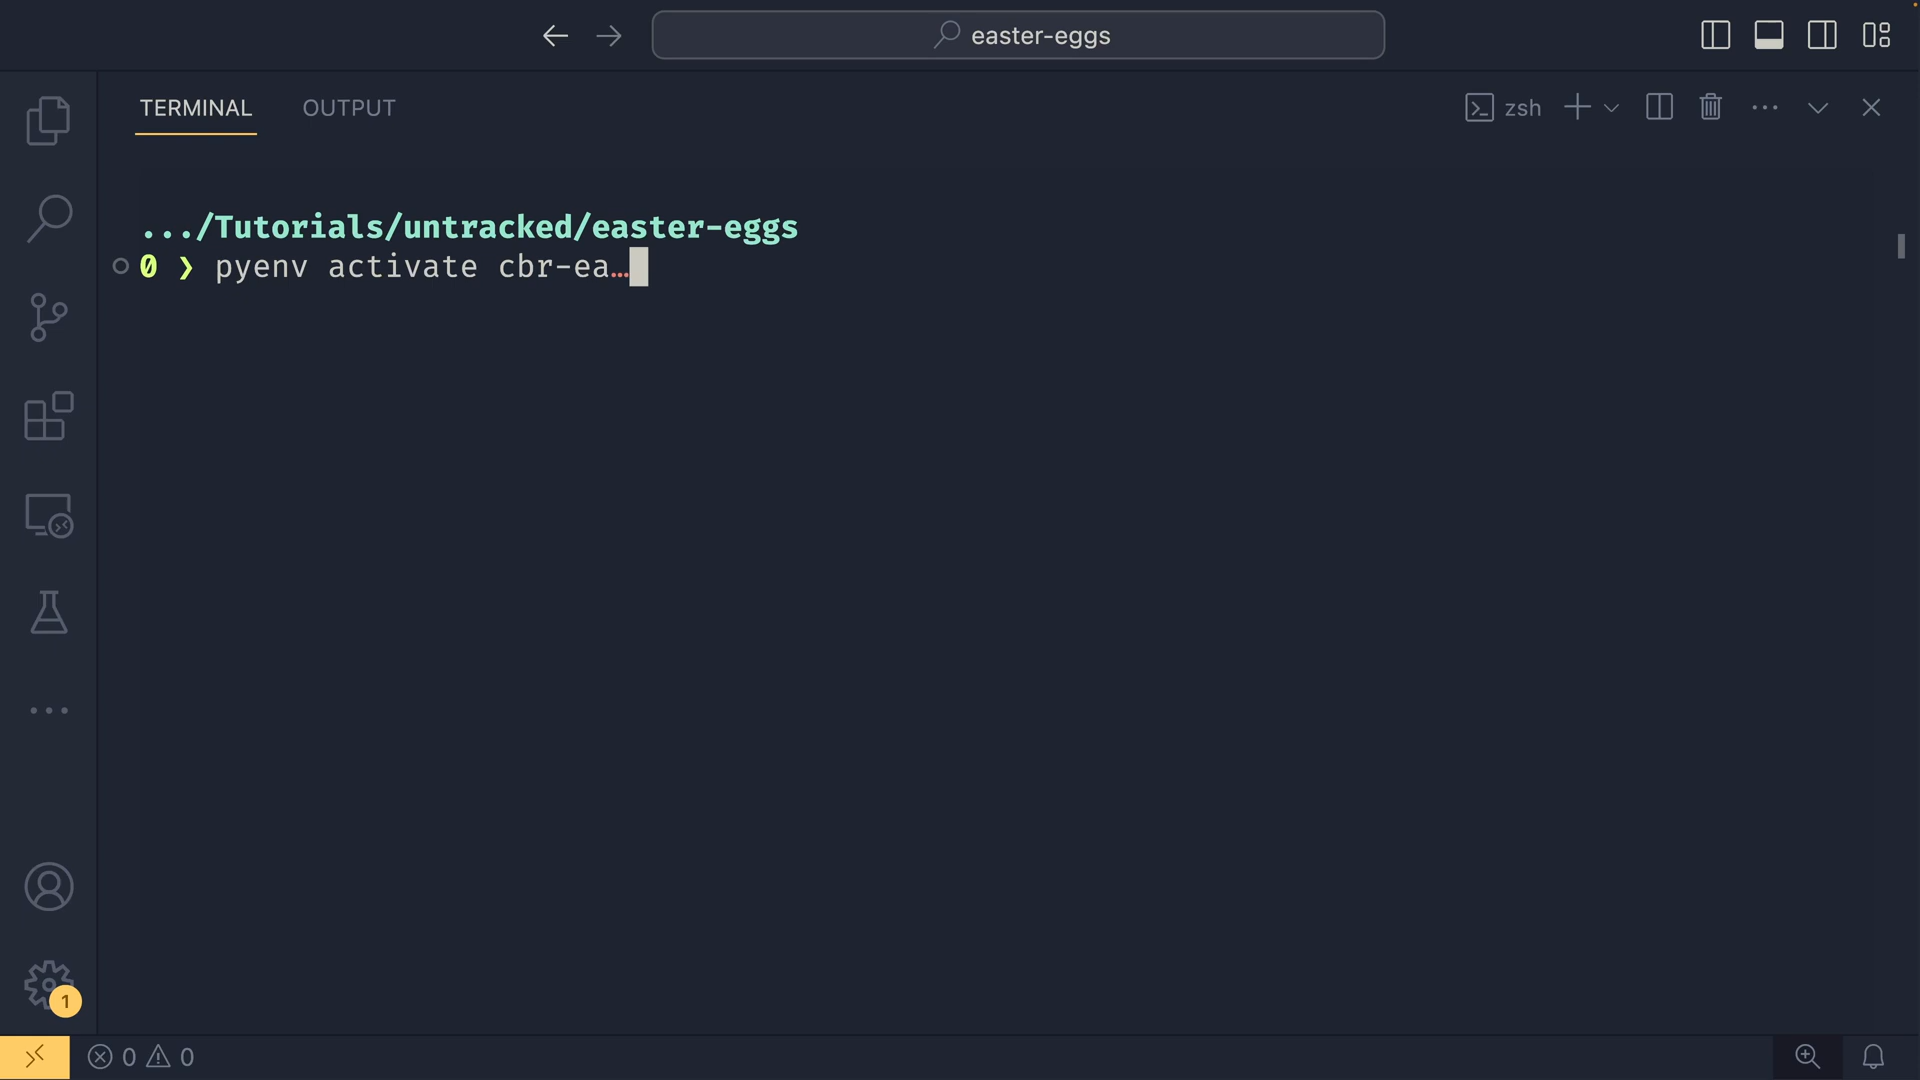 easter-eggs
TERMINAL OUTPUT zsh
.../Tutorials/untracked/easter-eggs
0 ❯ pyenv activate cbr-ea…
1
0 0